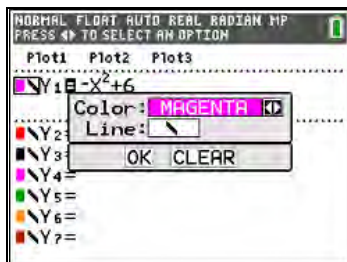 NORMAL FLOAT AUTO REAL RADIAN MP
PRESS ◀▶ TO SELECT AN OPTION
Plot1 Plot2 Plot3
\Y1=-X²+6
Color: MAGENTA
Line:
OK CLEAR
\Y2=
\Y3=
\Y4=
\Y5=
\Y6=
\Y7=